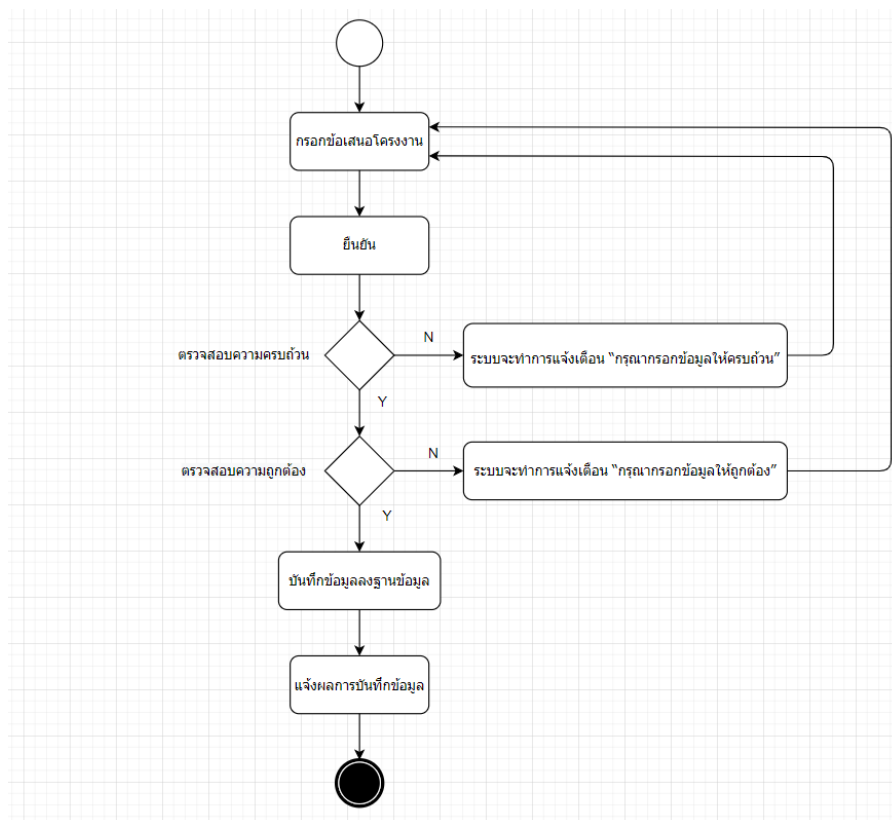 กรอกข้อเสนอโครงงาน
ยืนยัน
ตรวจสอบความครบถ้วน
N
ระบบจะทำการแจ้งเตือน “กรุณากรอกข้อมูลให้ครบถ้วน”
Y
ตรวจสอบความถูกต้อง
N
ระบบจะทำการแจ้งเตือน “กรุณากรอกข้อมูลให้ถูกต้อง”
Y
บันทึกข้อมูลลงฐานข้อมูล
แจ้งผลการบันทึกข้อมูล